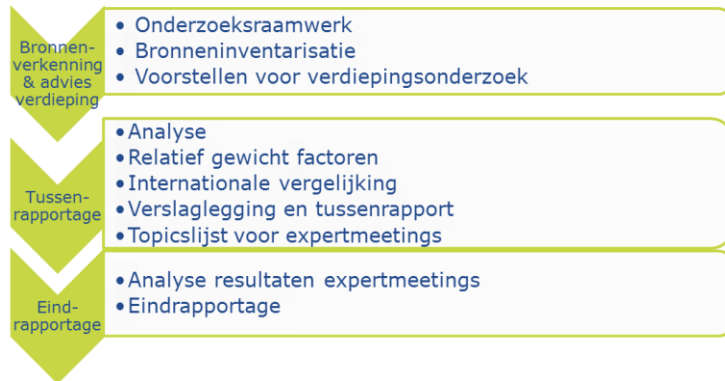 Bronnen-
verkenning
& advies
verdieping
• Onderzoeksraamwerk
• Bronneninventarisatie
• Voorstellen voor verdiepingsonderzoek
Tussen-
rapportage
• Analyse
• Relatief gewicht factoren
• Internationale vergelijking
• Verslaglegging en tussenrapport
• Topicslijst voor expertmeetings
Eind-
rapportage
• Analyse resultaten expertmeetings
• Eindrapportage